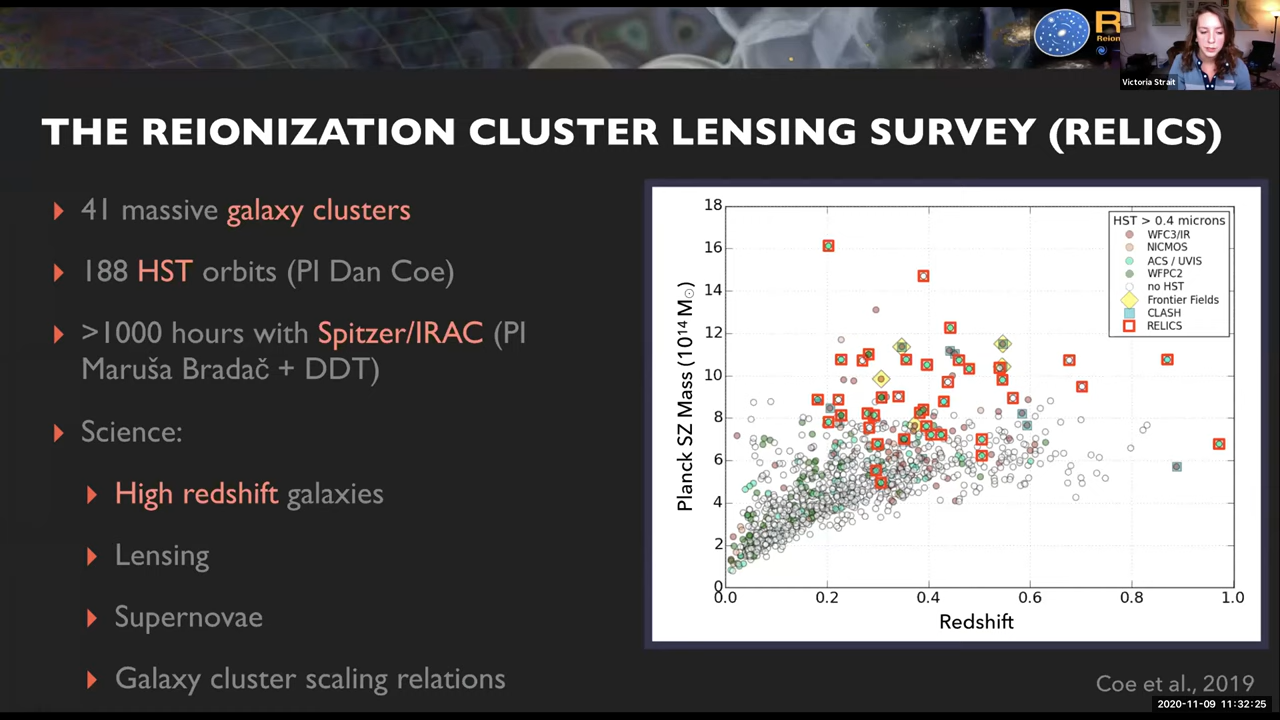 R
Reion
Victoria Strait
THE REIONIZATION CLUSTER LENSING SURVEY (RELICS)
41 massive galaxy clusters
188 HST orbits (PI Dan Coe)
>1000 hours with Spitzer/IRAC (PI
Maruša Bradač + DDT)
Science:
High redshift galaxies
Lensing
Supernovae
Galaxy cluster scaling relations
18
16
14
12
10
8
6
4
2
0
Planck SZ Mass (10¹⁴ M☉)
0.0 0.2 0.4 0.6 0.8 1.0
Redshift
HST > 0.4 microns
WFC3/IR
NICMOS
ACS / UVIS
WFPC2
no HST
Frontier Fields
CLASH
RELICS
Coe et al., 2019
2020-11-09 11:32:25